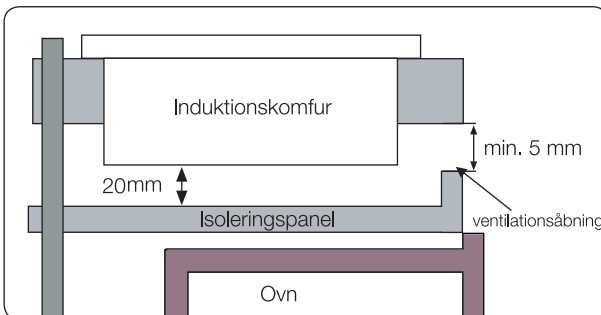 Induktionskomfur
min. 5 mm
20mm
Isoleringspanel
ventilationsåbning
Ovn